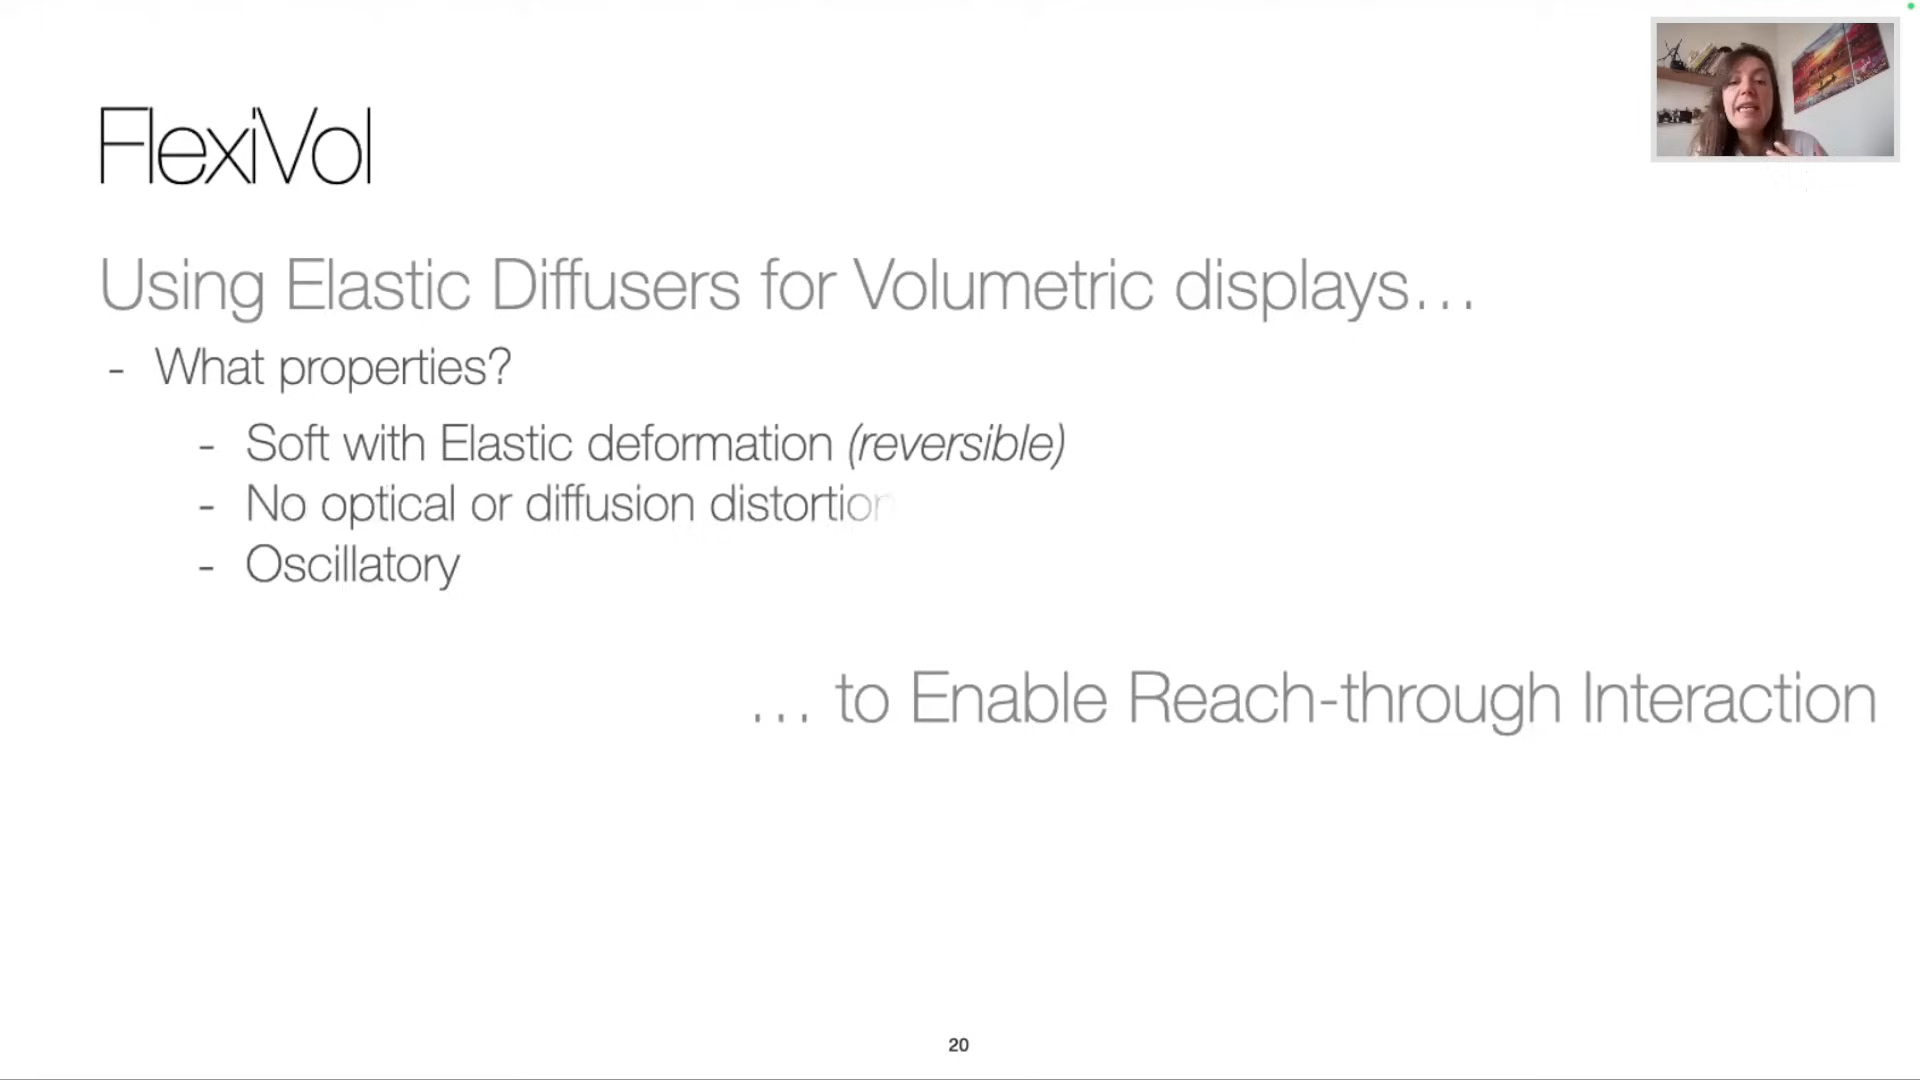 FlexiVol
Using Elastic Diffusers for Volumetric displays…
- What properties?
- Soft with Elastic deformation (reversible)
- No optical or diffusion distortion
- Oscillatory
… to Enable Reach-through Interaction
20